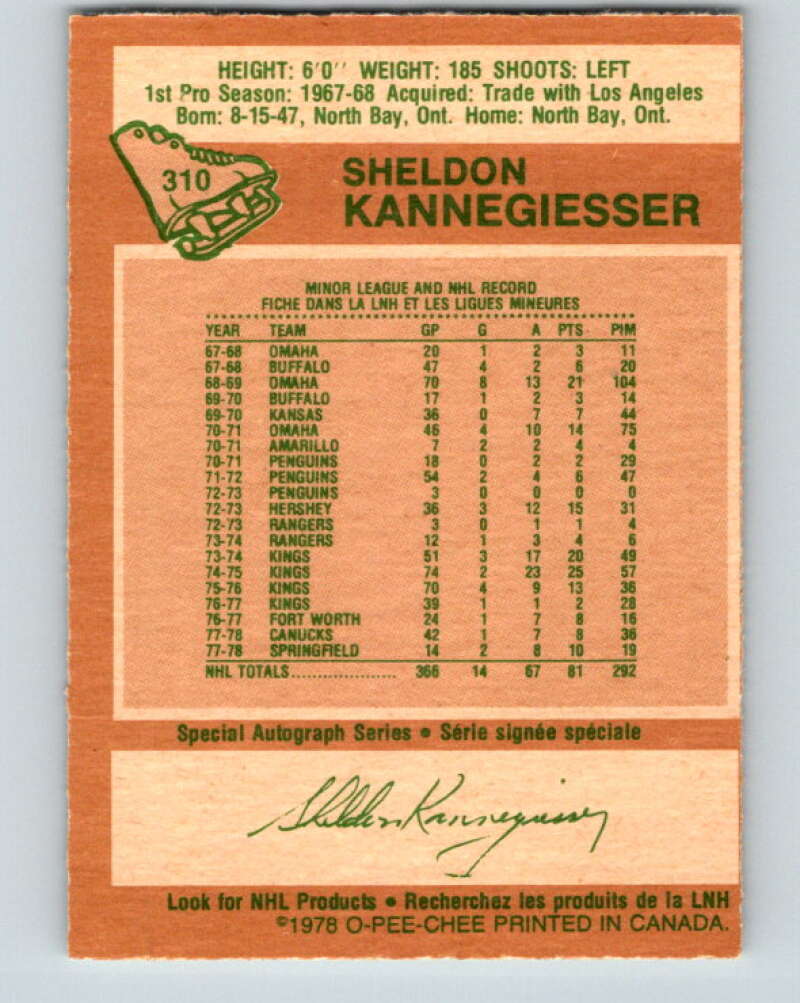 HEIGHT: 6'0'' WEIGHT: 185 SHOOTS: LEFT
1st Pro Season: 1967-68 Acquired: Trade with Los Angeles
Born: 8-15-47, North Bay, Ont. Home: North Bay, Ont.
310
SHELDON
KANNEGIESSER
MINOR LEAGUE AND NHL RECORD
FICHE DANS LA LNH ET LES LIGUES MINEURES
YEAR TEAM GP G A PTS PIM
67-68 OMAHA 20 1 2 3 11
67-68 BUFFALO 47 4 2 6 20
68-69 OMAHA 70 8 13 21 104
69-70 BUFFALO 17 1 2 3 14
69-70 KANSAS 36 0 7 7 44
70-71 OMAHA 46 4 10 14 75
70-71 AMARILLO 7 2 2 4 4
70-71 PENGUINS 18 0 2 2 29
71-72 PENGUINS 54 2 4 6 47
72-73 PENGUINS 3 0 0 0 0
72-73 HERSHEY 36 3 12 15 31
72-73 RANGERS 3 0 1 1 4
73-74 RANGERS 12 1 3 4 6
73-74 KINGS 51 3 17 20 49
74-75 KINGS 74 2 23 25 57
75-76 KINGS 70 4 9 13 36
76-77 KINGS 39 1 1 2 28
76-77 FORT WORTH 24 1 7 8 16
77-78 CANUCKS 42 1 7 8 36
77-78 SPRINGFIELD 14 2 8 10 19
NHL TOTALS.................... 366 14 67 81 292
Special Autograph Series • Série signée spéciale
Sheldon Kannegiesser
Look for NHL Products • Recherchez les produits de la LNH
©1978 O-PEE-CHEE PRINTED IN CANADA.